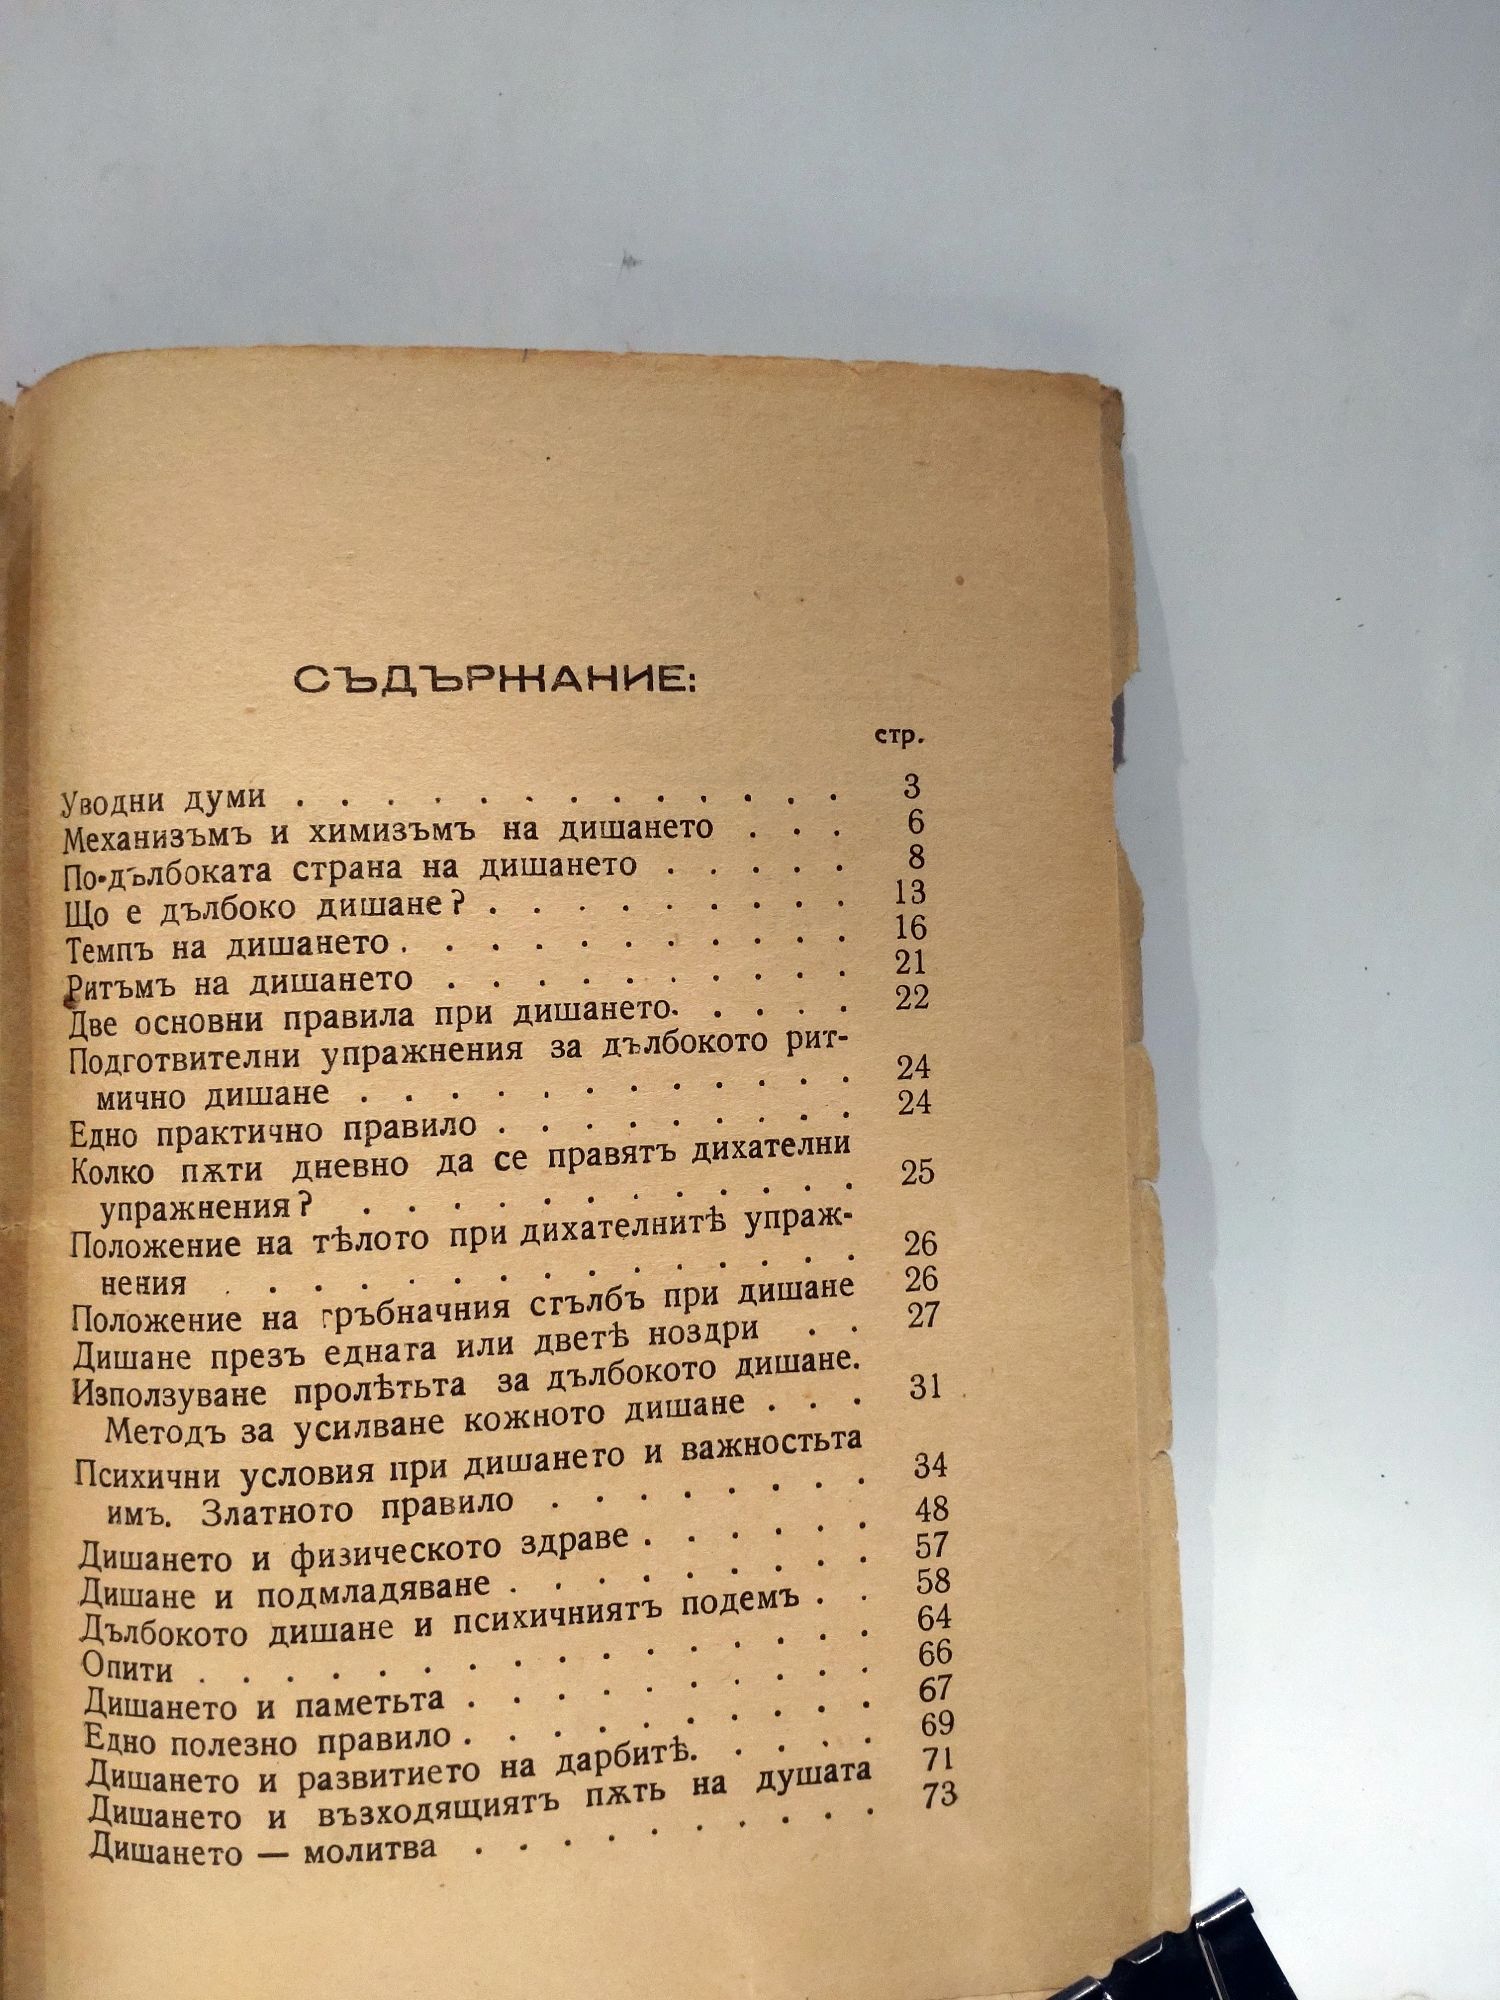 СЪДЪРЖАНИЕ:
стр.
Уводни думи . . . . . . . . . . . . . 3
Механизъмъ и химизъмъ на дишането . . . 6
По-дълбоката страна на дишането . . . . . 8
Що е дълбоко дишане? . . . . . . . . . 13
Темпъ на дишането . . . . . . . . . . . 16
Ритъмъ на дишането . . . . . . . . . . 21
Две основни правила при дишането . . . . . 22
Подготвителни упражнения за дълбокото рит-
мично дишане . . . . . . . . . . . . 24
Едно практично правило . . . . . . . . . 24
Колко пѫти дневно да се правятъ дихателни
упражнения? . . . . . . . . . . . . 25
Положение на тѣлото при дихателнитѣ упраж-
нения . . . . . . . . . . . . . . . 26
Положение на гръбначния стълбъ при дишане 26
Дишане презъ едната или дветѣ ноздри . . 27
Използуване пролѣтьта за дълбокото дишане.
Методъ за усилване кожното дишане . . . 31
Психични условия при дишането и важностьта
имъ. Златното правило . . . . . . . . 34
Дишането и физическото здраве . . . . . . 48
Дишане и подмладяване . . . . . . . . . 57
Дълбокото дишане и психичниятъ подемъ . . 58
Опити . . . . . . . . . . . . . . . . 64
Дишането и паметьта . . . . . . . . . . 66
Едно полезно правило . . . . . . . . . . 67
Дишането и развитието на дарбитѣ. . . . . 69
Дишането и възходящиятъ пѫть на душата 71
Дишането — молитва . . . . . . . . . . 73